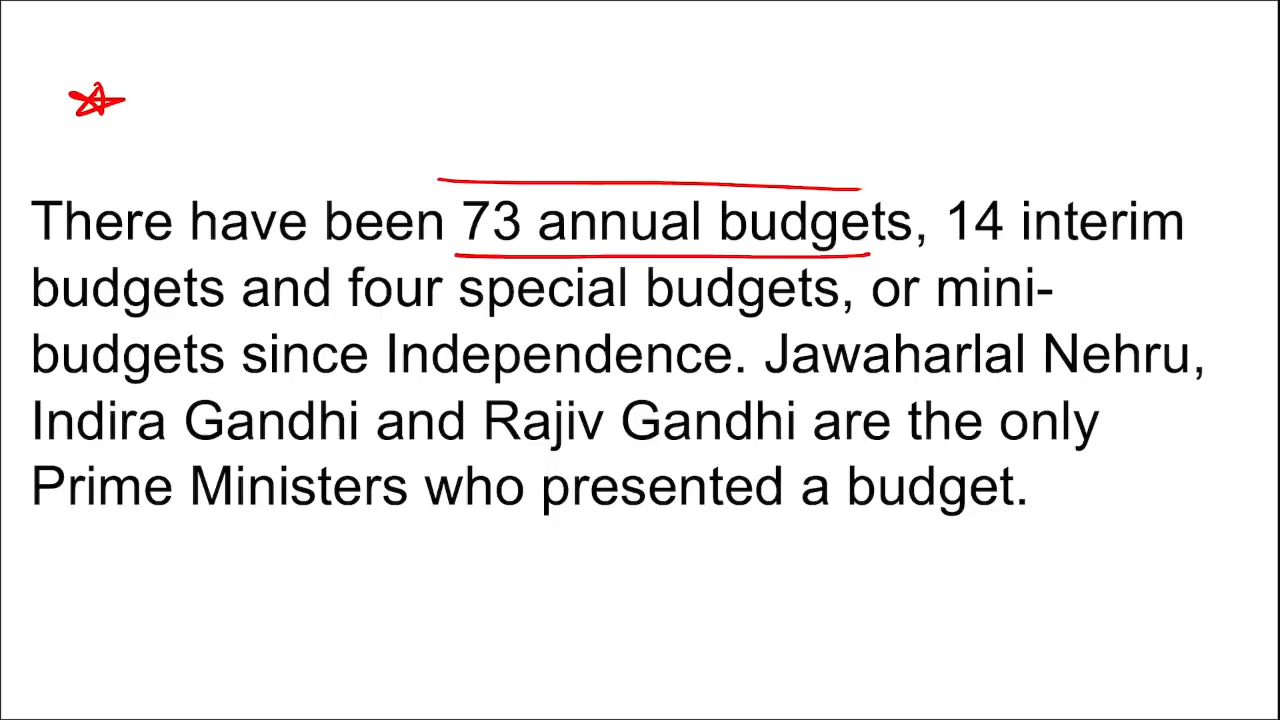 There have been 73 annual budgets, 14 interim
budgets and four special budgets, or mini-
budgets since Independence. Jawaharlal Nehru,
Indira Gandhi and Rajiv Gandhi are the only
Prime Ministers who presented a budget.